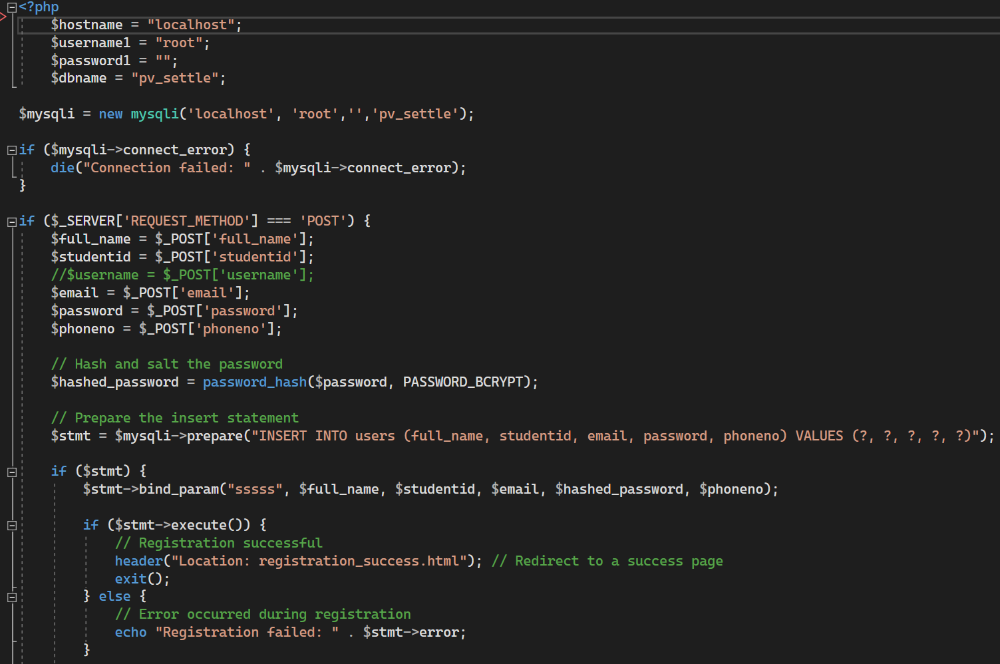 <?php
$hostname = "localhost";
$username1 = "root";
$password1 = "";
$dbname = "pv_settle";
$mysqli = new mysqli('localhost', 'root','','pv_settle');
if ($mysqli->connect_error) {
die("Connection failed: " . $mysqli->connect_error);
}
if ($_SERVER['REQUEST_METHOD'] === 'POST') {
$full_name = $_POST['full_name'];
$studentid = $_POST['studentid'];
//$username = $_POST['username'];
$email = $_POST['email'];
$password = $_POST['password'];
$phoneno = $_POST['phoneno'];
// Hash and salt the password
$hashed_password = password_hash($password, PASSWORD_BCRYPT);
// Prepare the insert statement
$stmt = $mysqli->prepare("INSERT INTO users (full_name, studentid, email, password, phoneno) VALUES (?, ?, ?, ?, ?)");
if ($stmt) {
$stmt->bind_param("sssss", $full_name, $studentid, $email, $hashed_password, $phoneno);
if ($stmt->execute()) {
// Registration successful
header("Location: registration_success.html"); // Redirect to a success page
exit();
} else {
// Error occurred during registration
echo "Registration failed: " . $stmt->error;
}